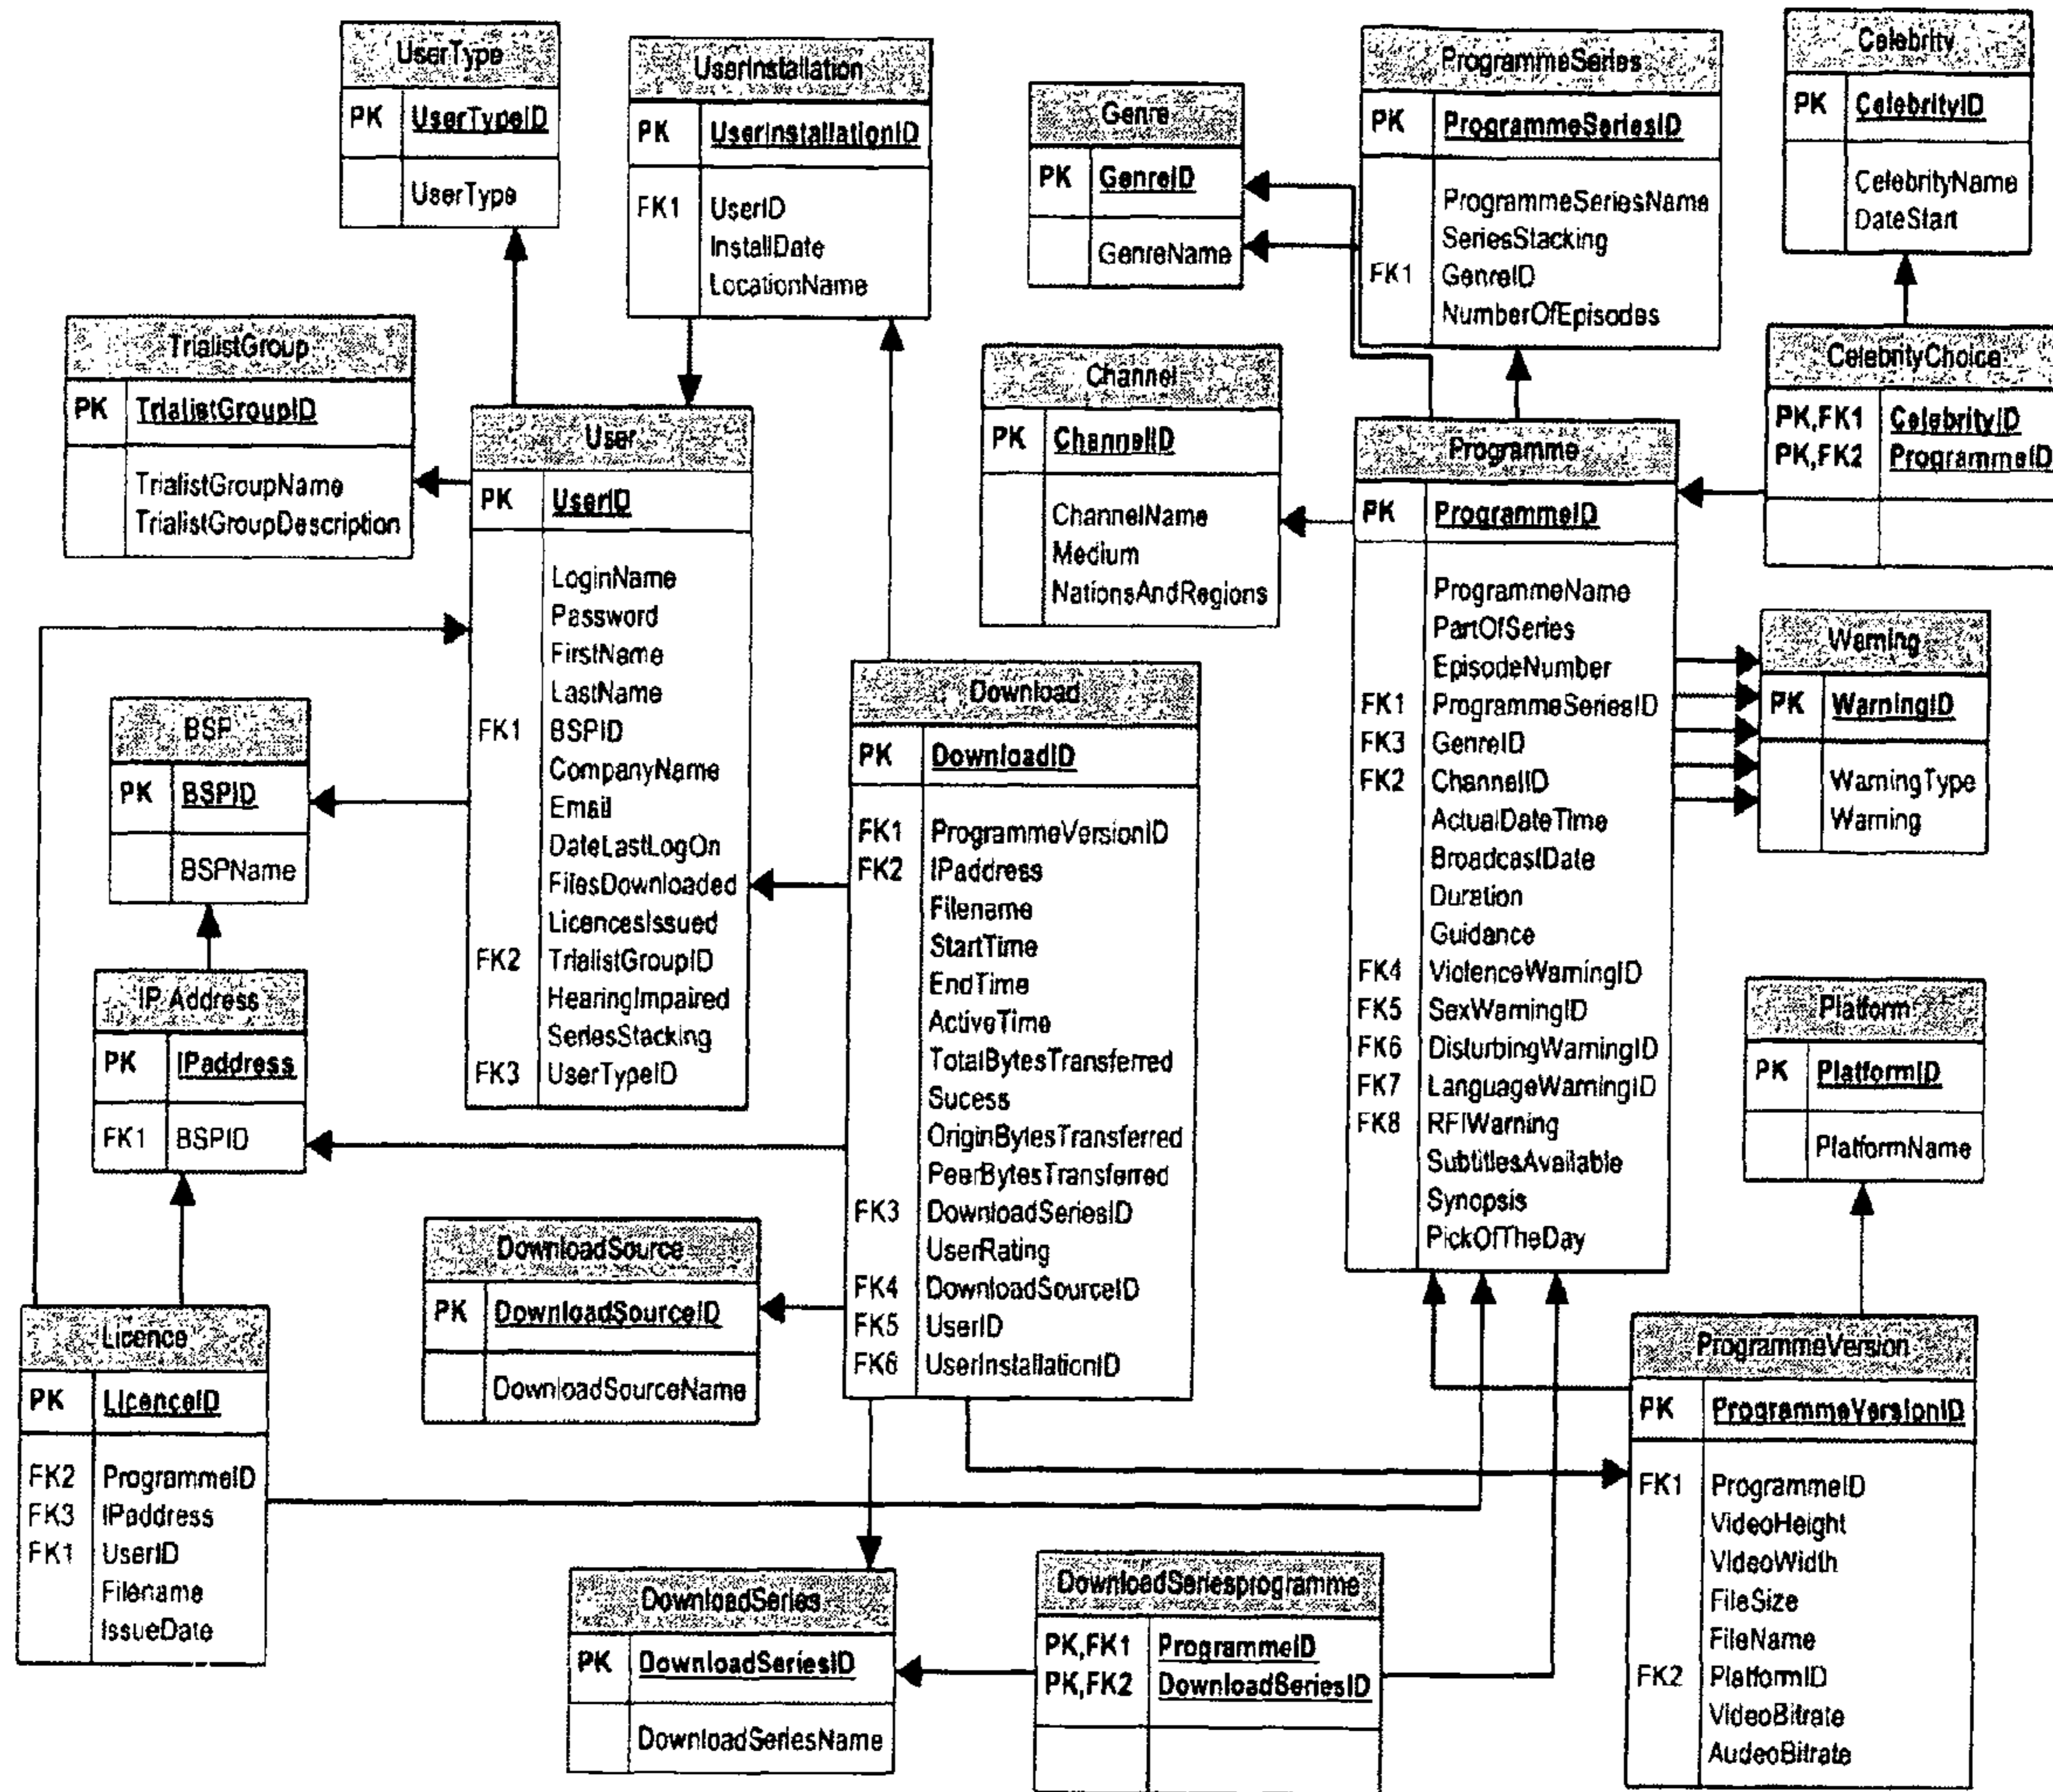 UserType
PK UserTypeID
UserType
UserInstallation
PK UserInstallationID
FK1 UserID
InstallDate
LocationName
Genre
PK GenreID
GenreName
ProgrammeSeries
PK ProgrammeSeriesID
ProgrammeSeriesName
SeriesStacking
FK1 GenreID
NumberOfEpisodes
Celebrity
PK CelebrityID
CelebrityName
DateStart
TrialistGroup
PK TrialistGroupID
TrialistGroupName
TrialistGroupDescription
User
PK UserID
LoginName
Password
FirstName
LastName
FK1 BSPID
CompanyName
Email
DateLastLogOn
FilesDownloaded
LicencesIssued
FK2 TrialistGroupID
HearingImpaired
SeriesStacking
FK3 UserTypeID
Channel
PK ChannelID
ChannelName
Medium
NationsAndRegions
Programme
PK ProgrammeID
ProgrammeName
PartOfSeries
EpisodeNumber
FK1 ProgrammeSeriesID
FK3 GenreID
FK2 ChannelID
ActualDateTime
BroadcastDate
Duration
Guidance
FK4 ViolenceWarningID
FK5 SexWarningID
FK6 DisturbingWarningID
FK7 LanguageWarningID
FK8 RFIWarning
SubtitlesAvailable
Synopsis
PickOfTheDay
CelebrityChoice
PK,FK1 CelebrityID
PK,FK2 ProgrammeID
Warning
PK WarningID
WarningType
Warning
BSP
PK BSPID
BSPName
IP Address
PK IPaddress
FK1 BSPID
Download
PK DownloadID
FK1 ProgrammeVersionID
FK2 IPaddress
Filename
StartTime
EndTime
ActiveTime
TotalBytesTransferred
Sucess
OriginBytesTransferred
PeerBytesTransferred
FK3 DownloadSeriesID
UserRating
FK4 DownloadSourceID
FK5 UserID
FK6 UserInstallationID
Platform
PK PlatformID
PlatformName
DownloadSource
PK DownloadSourceID
DownloadSourceName
Licence
PK LicenceID
FK2 ProgrammeID
FK3 IPaddress
FK1 UserID
Filename
IssueDate
ProgrammeVersion
PK ProgrammeVersionID
FK1 ProgrammeID
VideoHeight
VideoWidth
FileSize
FileName
FK2 PlatformID
VideoBitrate
AudeoBitrate
DownloadSeries
PK DownloadSeriesID
DownloadSeriesName
DownloadSeriesprogramme
PK,FK1 ProgrammeID
PK,FK2 DownloadSeriesID